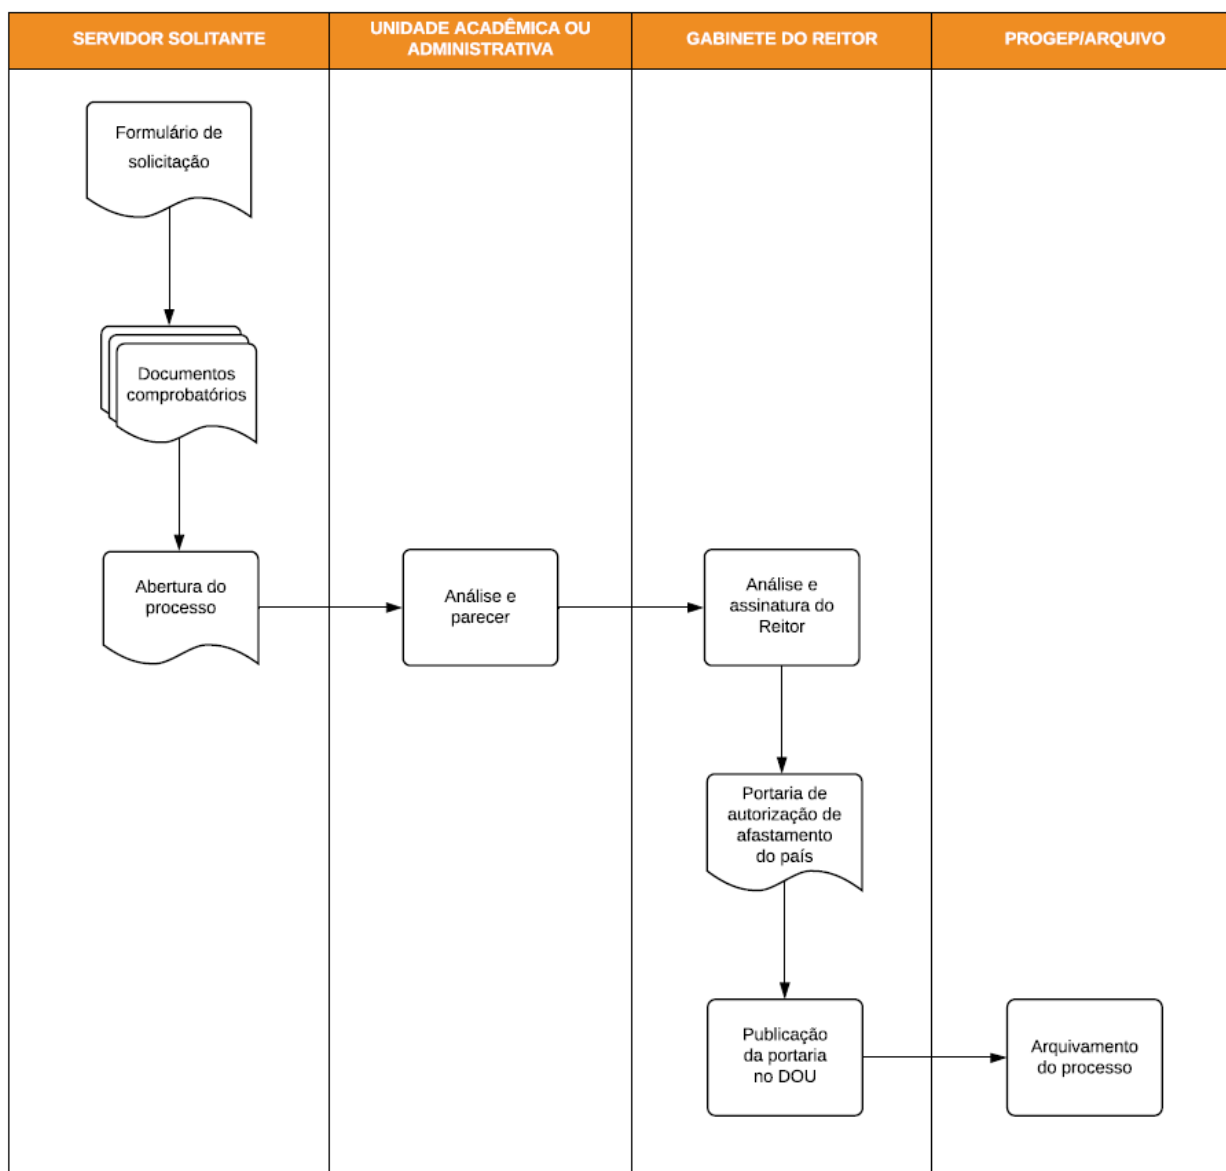 SERVIDOR SOLITANTE
UNIDADE ACADÊMICA OU
ADMINISTRATIVA
GABINETE DO REITOR
PROGEP/ARQUIVO
Formulário de
solicitação
Documentos
comprobatórios
Abertura do
processo
Análise e
parecer
Análise e
assinatura do
Reitor
Portaria de
autorização de
afastamento
do país
Publicação
da portaria
no DOU
Arquivamento
do processo